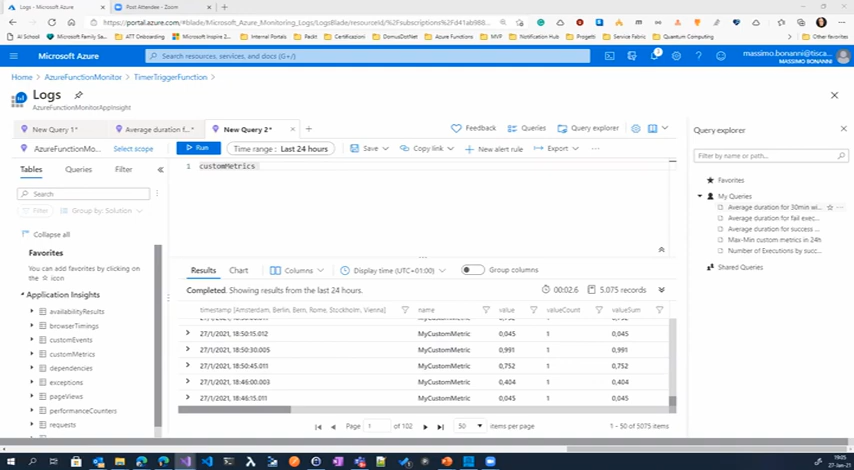 Logs - Microsoft Azure
Post Attendee - Zoom
https://portal.azure.com/#blade/Microsoft_Azure_Monitoring_Logs/LogsBlade/resourceId/%2Fsubscriptions%2Fd41ab988...
AI School
Microsoft Family Safe
ATT Onboarding
Microsoft Inspire 2...
Internal Portals
Packt
Certificazioni
DomusDotNet
Azure Functions
MVP
Notification Hub
Progetti
Service Fabric
Quantum Computing
Other favorites
Microsoft Azure
Search resources, services, and docs (G+/)
massimo.bonanni@tisca...
MASSIMO BONANNI
Home > AzureFunctionMonitor > TimerTriggerFunction >
Logs
AzureFunctionMonitorAppInsight
New Query 1*
Average duration f...*
New Query 2*
Feedback
Queries
Query explorer
AzureFunctionMo...
Select scope
Run
Time range : Last 24 hours
Save
Copy link
New alert rule
Export
Tables
Queries
Filter
1 customMetrics
Search
Filter
Group by: Solution
Collapse all
Favorites
You can add favorites by clicking on
the ☆ icon
Application Insights
availabilityResults
browserTimings
customEvents
customMetrics
dependencies
exceptions
pageViews
performanceCounters
requests
Results
Chart
Columns
Display time (UTC+01:00)
Group columns
Completed. Showing results from the last 24 hours.
00:02.6
5.075 records
timestamp [Amsterdam, Berlin, Bern, Rome, Stockholm, Vienna]
name
value
valueCount
valueSum
27/1/2021, 18:50:15.012 MyCustomMetric 0,045 1 0,045
27/1/2021, 18:50:30.005 MyCustomMetric 0,991 1 0,991
27/1/2021, 18:50:45.011 MyCustomMetric 0,752 1 0,752
27/1/2021, 18:46:00.003 MyCustomMetric 0,404 1 0,404
27/1/2021, 18:46:15.011 MyCustomMetric 0,045 1 0,045
Page 1 of 102
50 items per page
1 - 50 of 5075 items
Query explorer
Filter by name or path...
Favorites
My Queries
Average duration for 30min wi...
Average duration for fail exec...
Average duration for success ...
Max-Min custom metrics in 24h
Number of Executions by succ...
Shared Queries
19:05
27-Jan-21